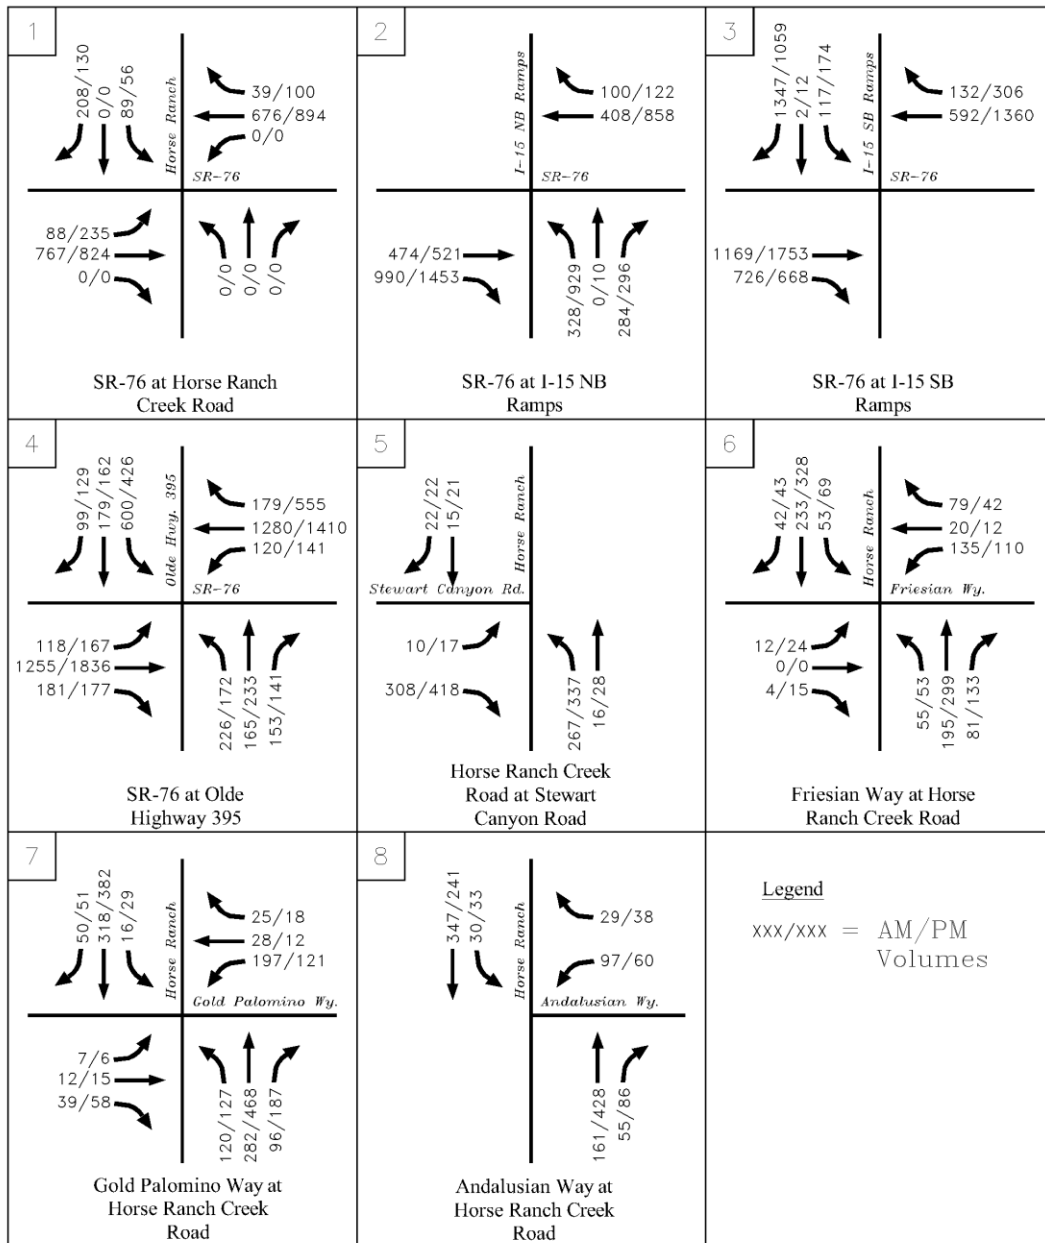 1
208/130
0/0
89/56
Horse Ranch
39/100
676/894
0/0
SR-76
88/235
767/824
0/0
0/0
0/0
0/0
SR-76 at Horse Ranch
Creek Road
2
I-15 NB Ramps
100/122
408/858
SR-76
474/521
990/1453
328/929
0/10
284/296
SR-76 at I-15 NB
Ramps
3
1347/1059
2/12
117/174
I-15 SB Ramps
132/306
592/1360
SR-76
1169/1753
726/668
SR-76 at I-15 SB
Ramps
4
99/129
179/162
600/426
Olde Hwy. 395
179/555
1280/1410
120/141
SR-76
118/167
1255/1836
181/177
226/172
165/233
153/141
SR-76 at Olde
Highway 395
5
22/22
15/21
Horse Ranch
Stewart Canyon Rd.
10/17
308/418
267/337
16/28
Horse Ranch Creek
Road at Stewart
Canyon Road
6
42/43
233/328
53/69
Horse Ranch
79/42
20/12
135/110
Friesian Wy.
12/24
0/0
4/15
55/53
195/299
81/133
Friesian Way at Horse
Ranch Creek Road
7
50/51
318/382
16/29
Horse Ranch
25/18
28/12
197/121
Gold Palomino Wy.
7/6
12/15
39/58
120/127
282/468
96/187
Gold Palomino Way at
Horse Ranch Creek
Road
8
347/241
30/33
Horse Ranch
29/38
97/60
Andalusian Wy.
161/428
55/86
Andalusian Way at
Horse Ranch Creek
Road
Legend
xxx/xxx = AM/PM
Volumes